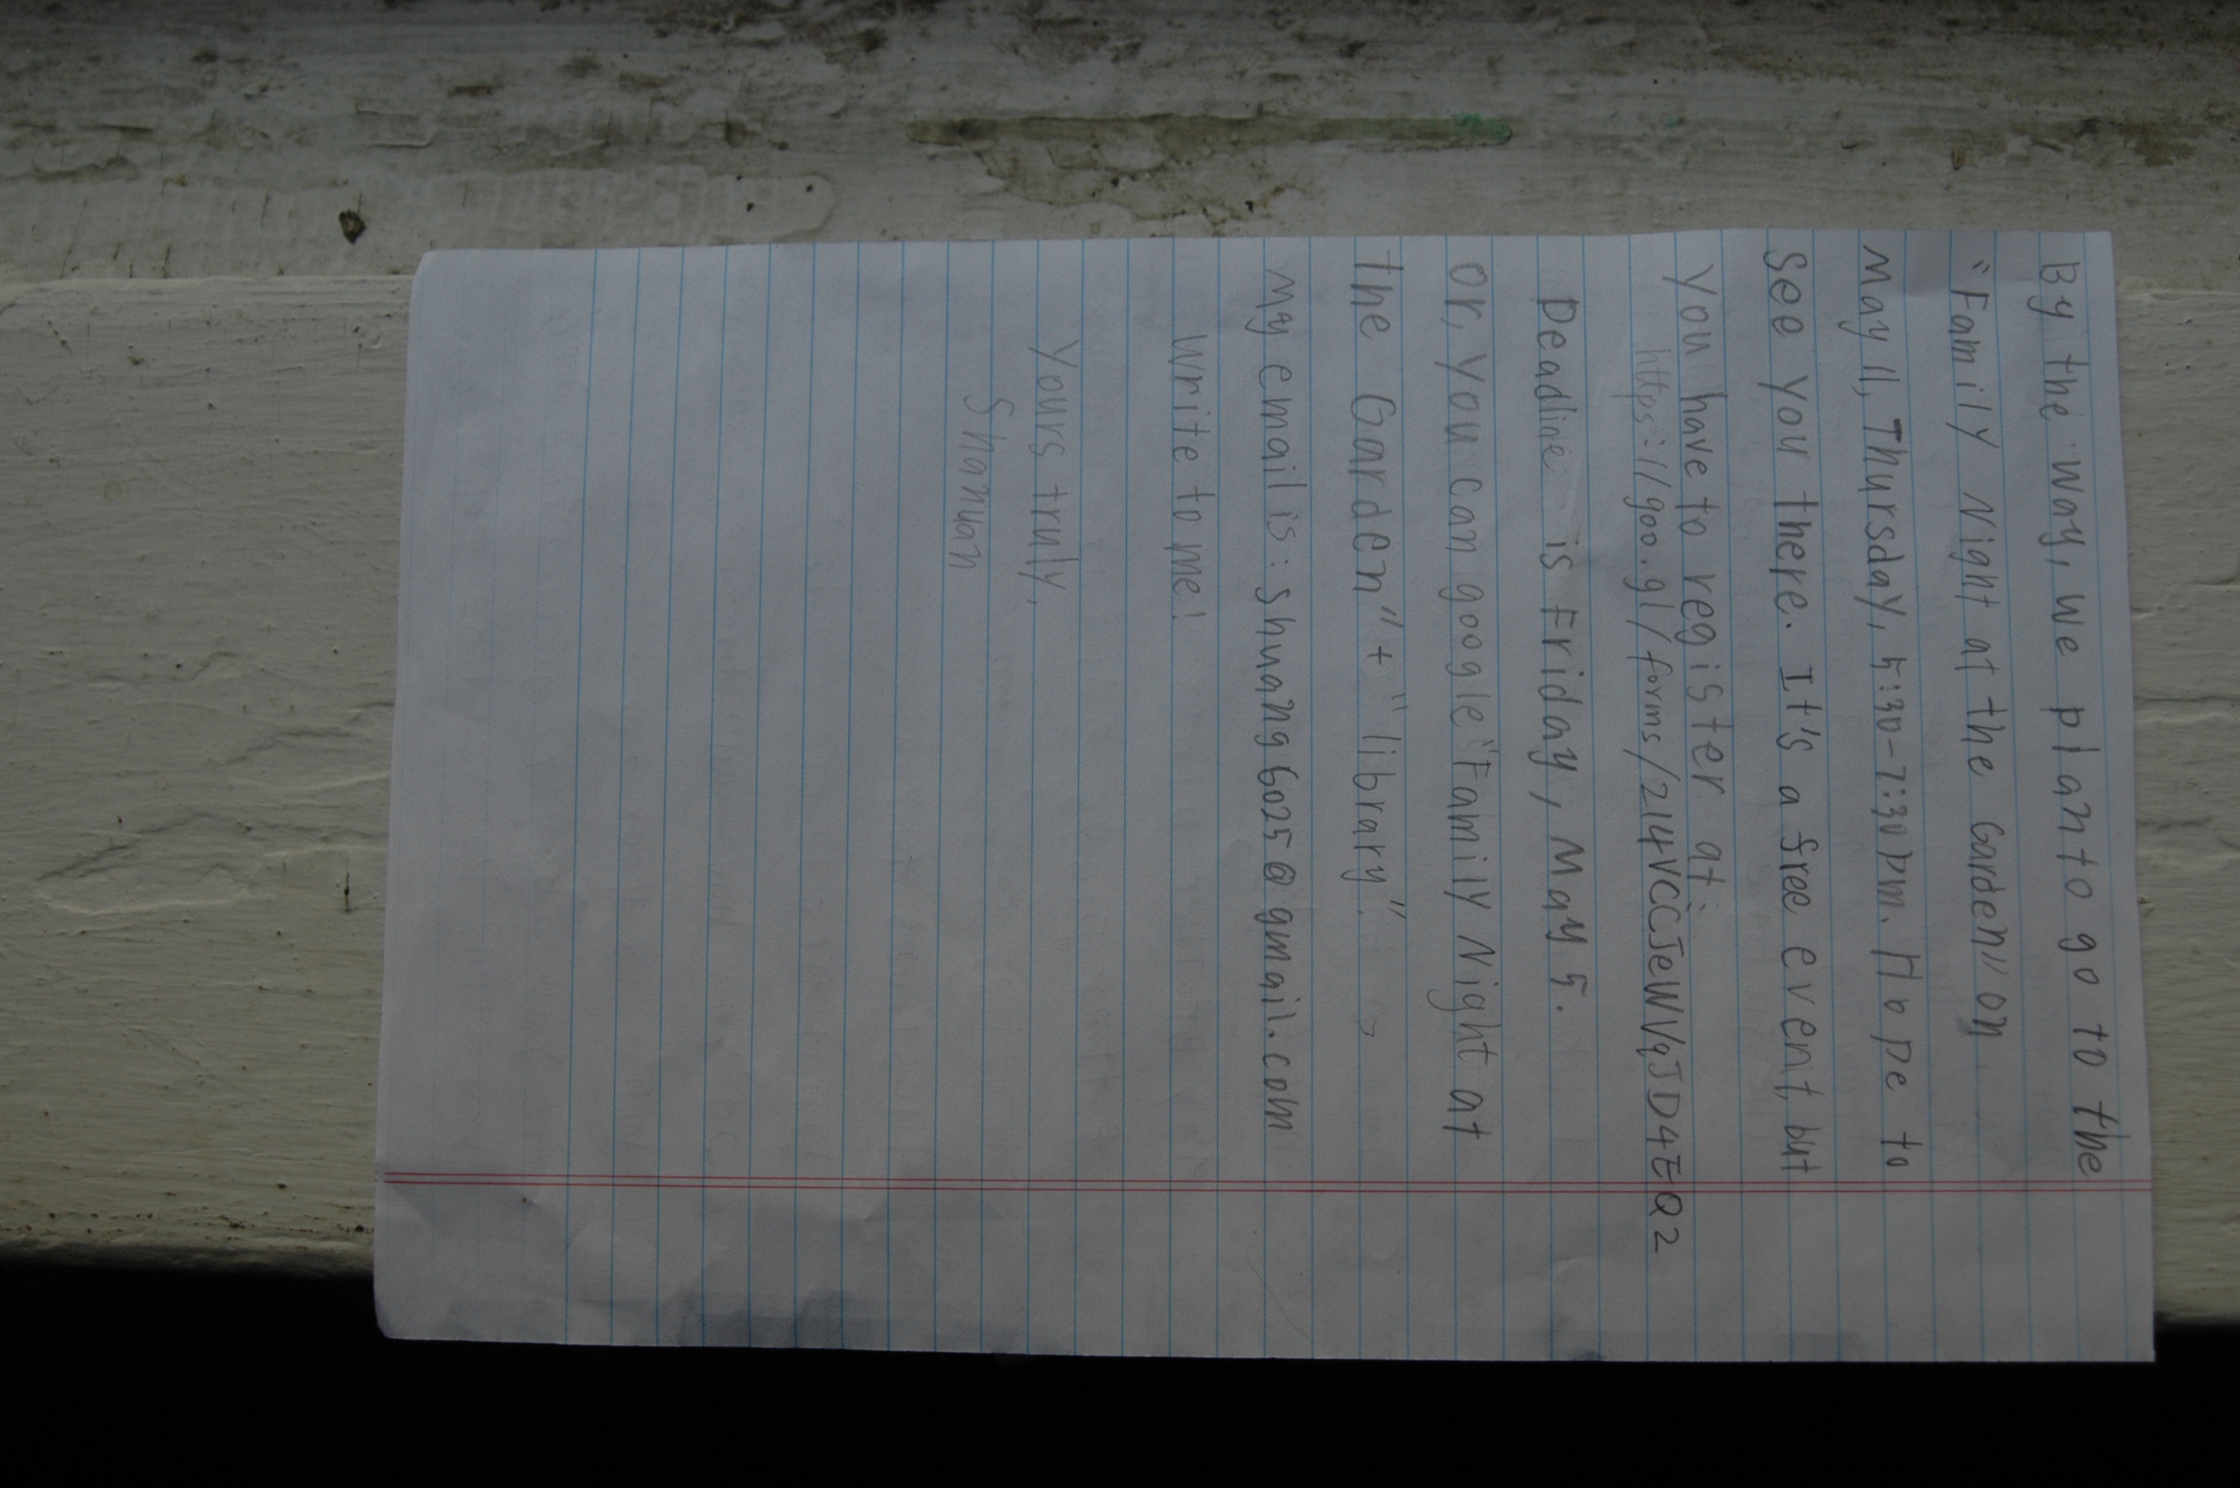 By the way, we plan to go to the
"Family Night at the Garden" on
May 11, Thursday, 5:30-7:30pm. Hope to
See you there. It's a free event, but
You have to register at:
https://goo.gl/forms/214VCCJeWVqJD4EQ2
Deadline is Friday, May 5.
Or, you can google "Family Night at
the Garden" + "library".
My email is: shuang6025@gmail.com
Write to me!
Yours truly,
Shanuan